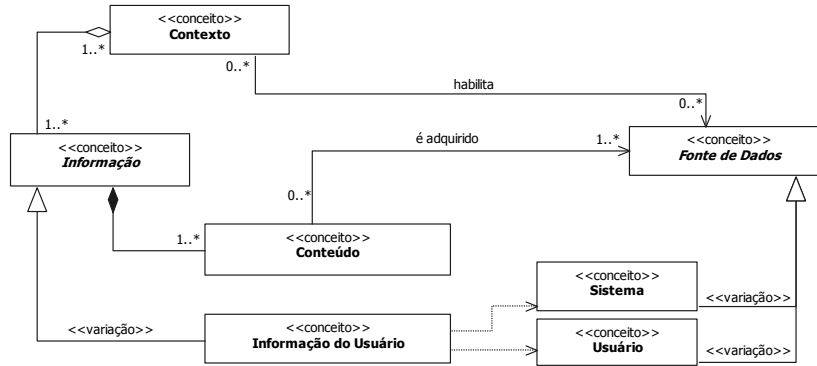 <<conceito>>
Contexto
1..*
0..*
habilita
0..*
1..*
<<conceito>>
Informação
é adquirido
1..*
<<conceito>>
Fonte de Dados
0..*
1..*
<<conceito>>
Conteúdo
<<conceito>>
Sistema
<<variação>>
<<variação>>
<<conceito>>
Informação do Usuário
<<conceito>>
Usuário
<<variação>>